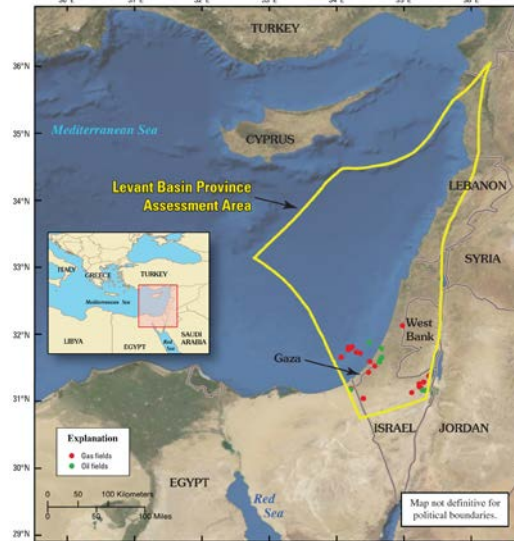 TURKEY
36°N
35°N
Mediterranean Sea
CYPRUS
Levant Basin Province
Assessment Area
LEBANON
34°N
SYRIA
33°N
ITALY
GREECE
TURKEY
Mediterranean Sea
LIBYA
EGYPT
SAUDI
ARABIA
Red
Sea
32°N
West
Bank
Gaza
31°N
ISRAEL
JORDAN
Explanation
Gas fields
Oil fields
30°N
EGYPT
0 50 100 Kilometers
0 50 100 Miles
Red
Sea
Map not definitive for
political boundaries.
29°N